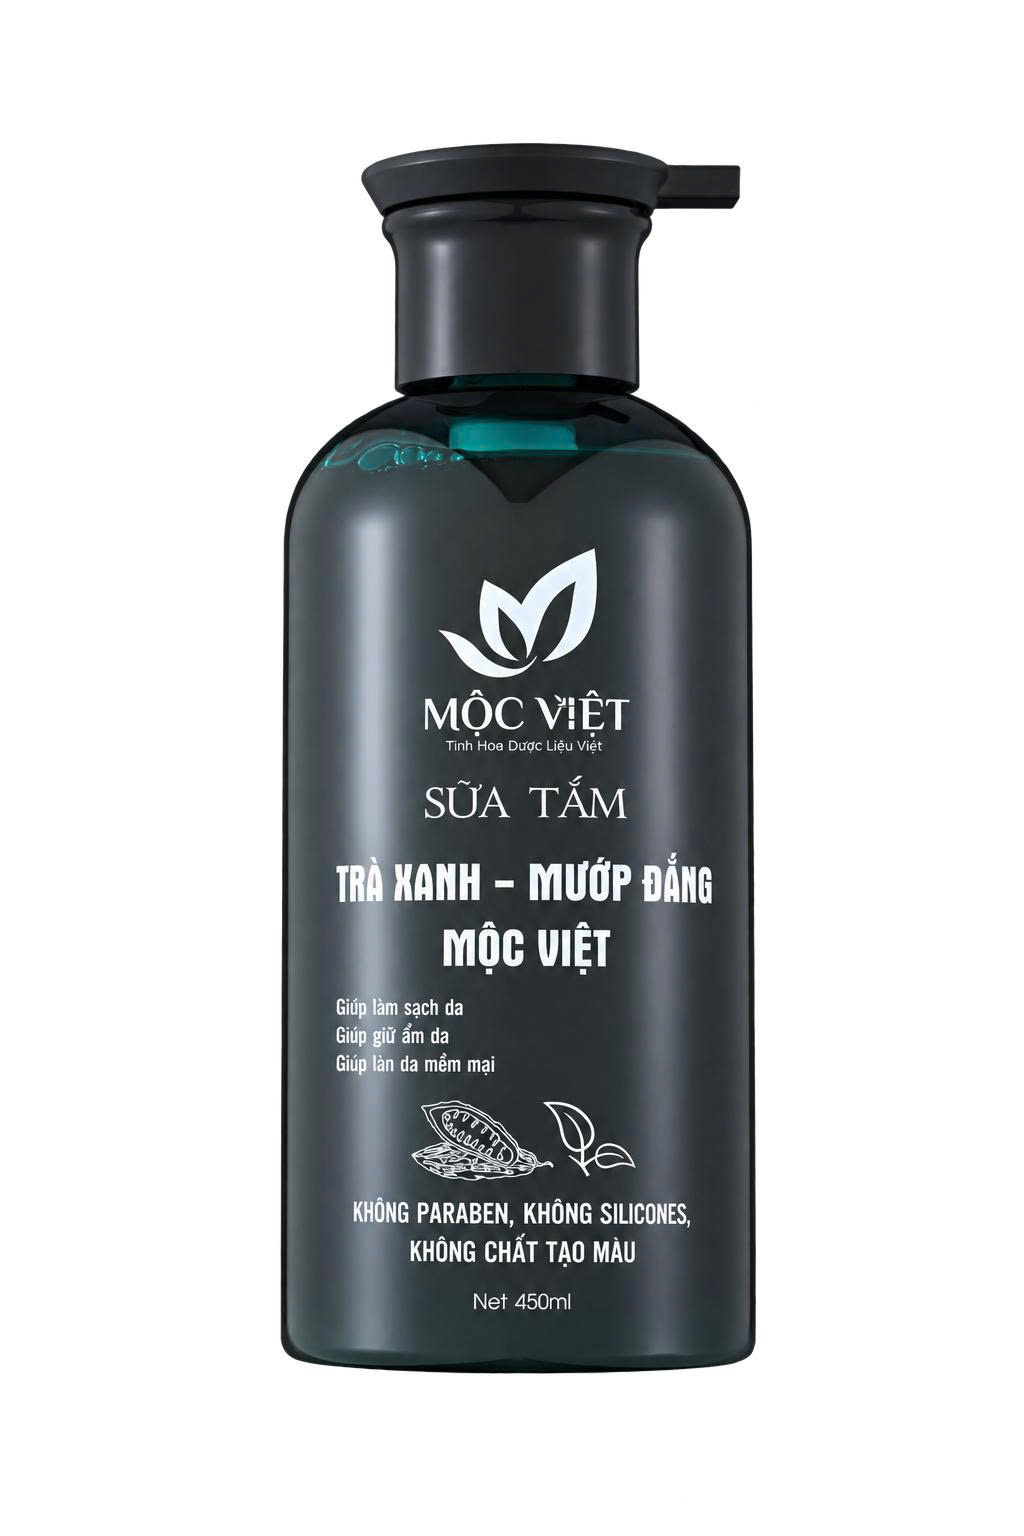 MỘC VIỆT
Tinh Hoa Dược Liệu Việt
SỮA TẮM
TRÀ XANH – MƯỚP ĐẮNG
MỘC VIỆT
Giúp làm sạch da
Giúp giữ ẩm da
Giúp làn da mềm mại
KHÔNG PARABEN, KHÔNG SILICONES,
KHÔNG CHẤT TẠO MÀU
Net 450ml